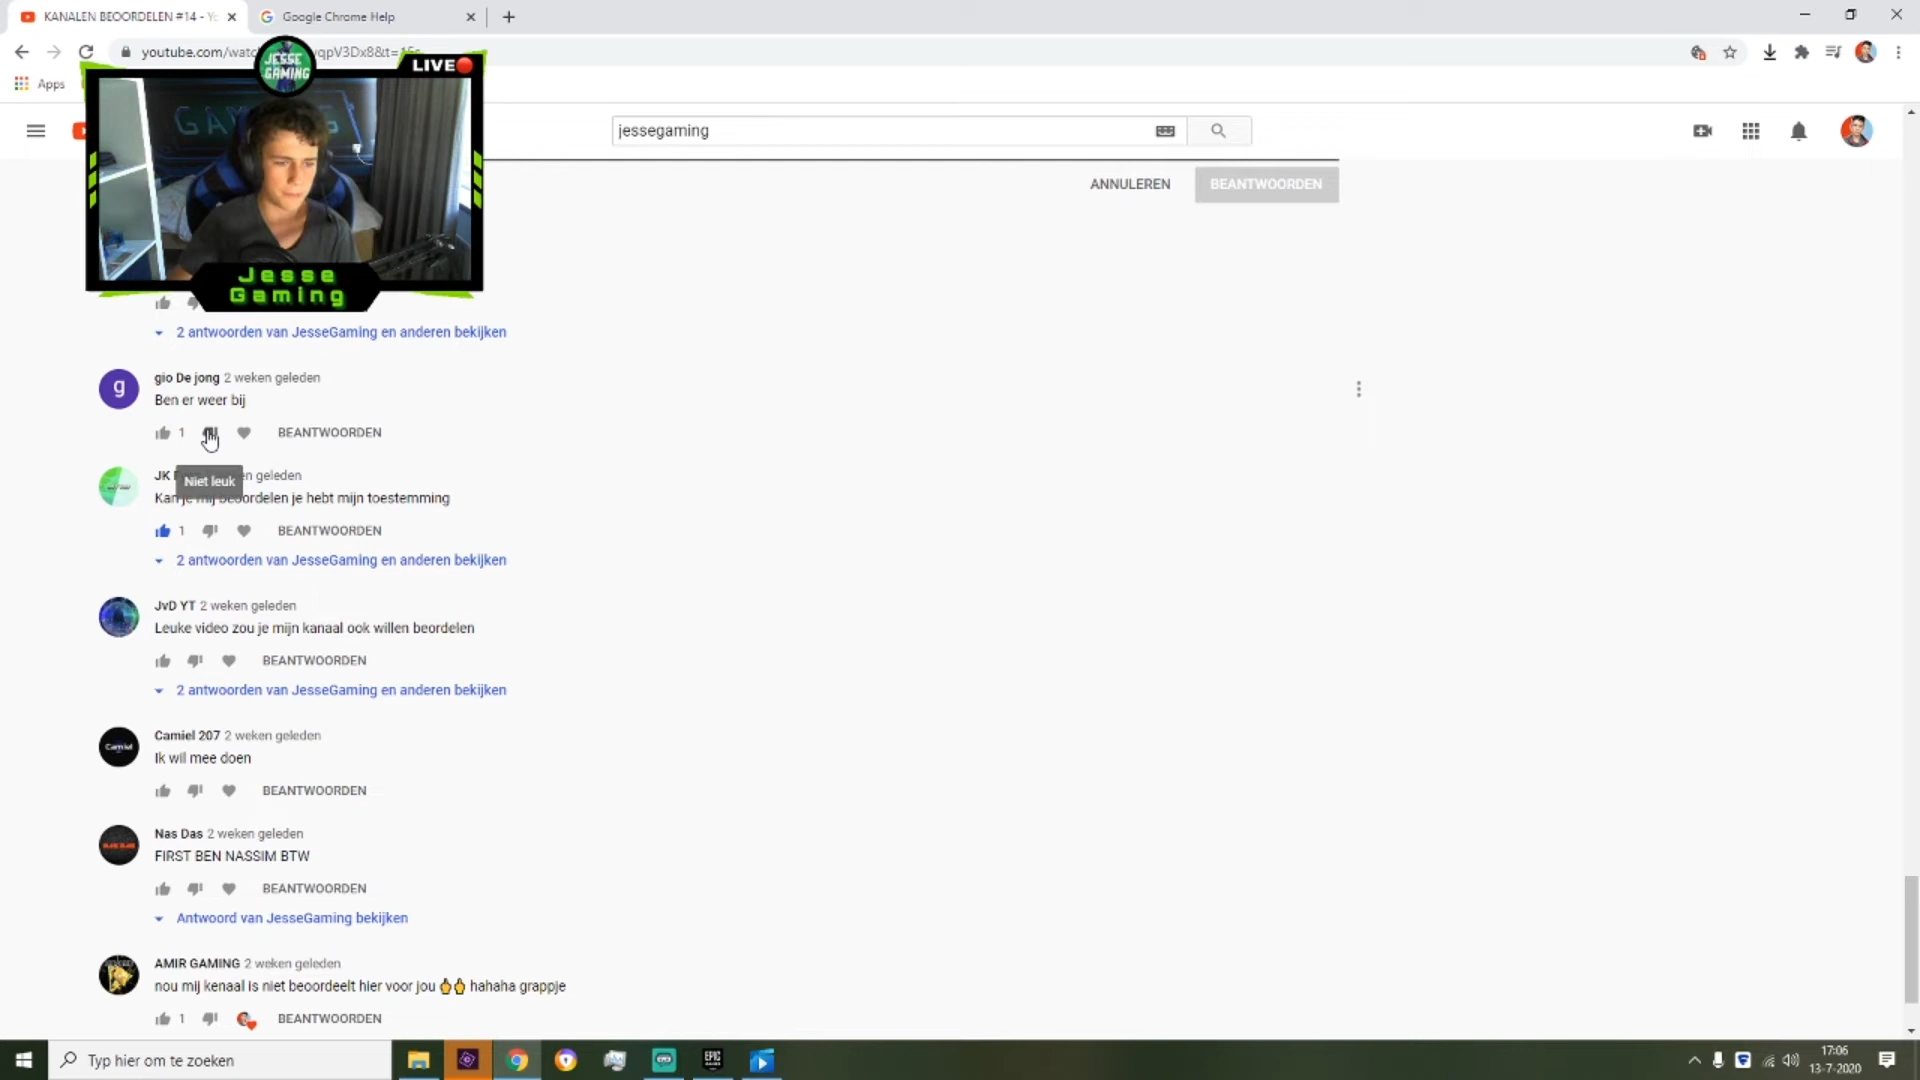 KANALEN BEOORDELEN #14 - Yo
Google Chrome Help
youtube.com/watc
qpV3Dx8&t=15s
Apps
JESSE
GAMING
LIVE
GAMING
Jesse
Gaming
jessegaming
ANNULEREN
BEANTWOORDEN
2 antwoorden van JesseGaming en anderen bekijken
g
gio De jong 2 weken geleden
Ben er weer bij
1
BEANTWOORDEN
Niet leuk
JK
en geleden
Kan je mij beoordelen je hebt mijn toestemming
1
BEANTWOORDEN
2 antwoorden van JesseGaming en anderen bekijken
JvD YT 2 weken geleden
Leuke video zou je mijn kanaal ook willen beordelen
BEANTWOORDEN
2 antwoorden van JesseGaming en anderen bekijken
Camiel
Camiel 207 2 weken geleden
Ik wil mee doen
BEANTWOORDEN
Nas Das 2 weken geleden
FIRST BEN NASSIM BTW
BEANTWOORDEN
Antwoord van JesseGaming bekijken
AMIR GAMING 2 weken geleden
nou mij kenaal is niet beoordeelt hier voor jou 🖕🖕 hahaha grappje
1
BEANTWOORDEN
Typ hier om te zoeken
EPIC
17:06
13-7-2020